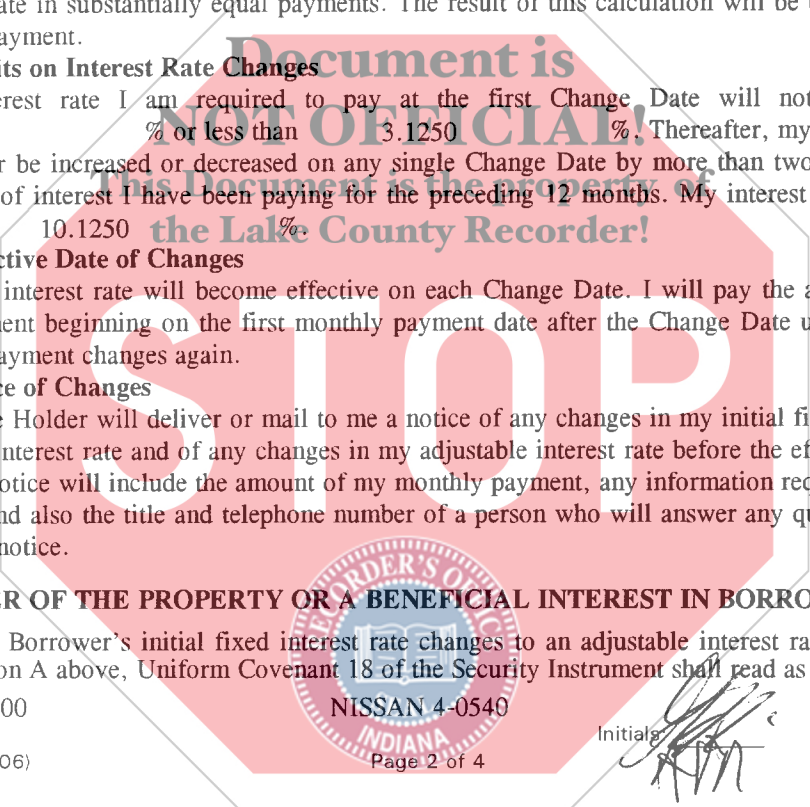 ate in substantially equal payments. The result of this calculation will be
ayment.
its on Interest Rate Changes
erest rate I am required to pay at the first Change Date will not
% or less than 3.1250 %. Thereafter, my
r be increased or decreased on any single Change Date by more than two
of interest I have been paying for the preceding 12 months. My interest
10.1250 %.
ctive Date of Changes
interest rate will become effective on each Change Date. I will pay the a
ent beginning on the first monthly payment date after the Change Date u
ayment changes again.
ce of Changes
e Holder will deliver or mail to me a notice of any changes in my initial fi
interest rate and of any changes in my adjustable interest rate before the ef
otice will include the amount of my monthly payment, any information rec
nd also the title and telephone number of a person who will answer any qu
notice.
ER OF THE PROPERTY OR A BENEFICIAL INTEREST IN BORRO
Borrower's initial fixed interest rate changes to an adjustable interest ra
on A above, Uniform Covenant 18 of the Security Instrument shall read as
00 NISSAN 4-0540
Initials:
06) Page 2 of 4
Document is
NOT OFFICIAL!
This Document is the property of
the Lake County Recorder!
STOP
RECORDER'S OFFICE
INDIANA